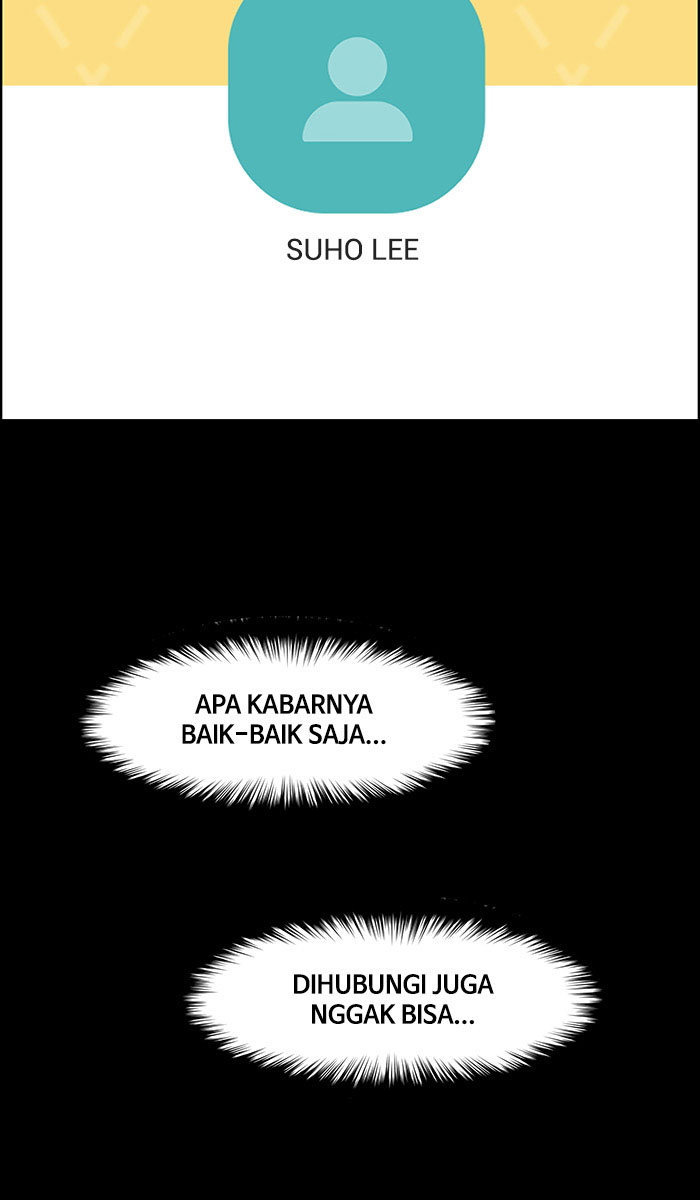 SUHO LEE
APA KABARNYA
BAIK-BAIK SAJA...
DIHUBUNGI JUGA
NGGAK BISA...